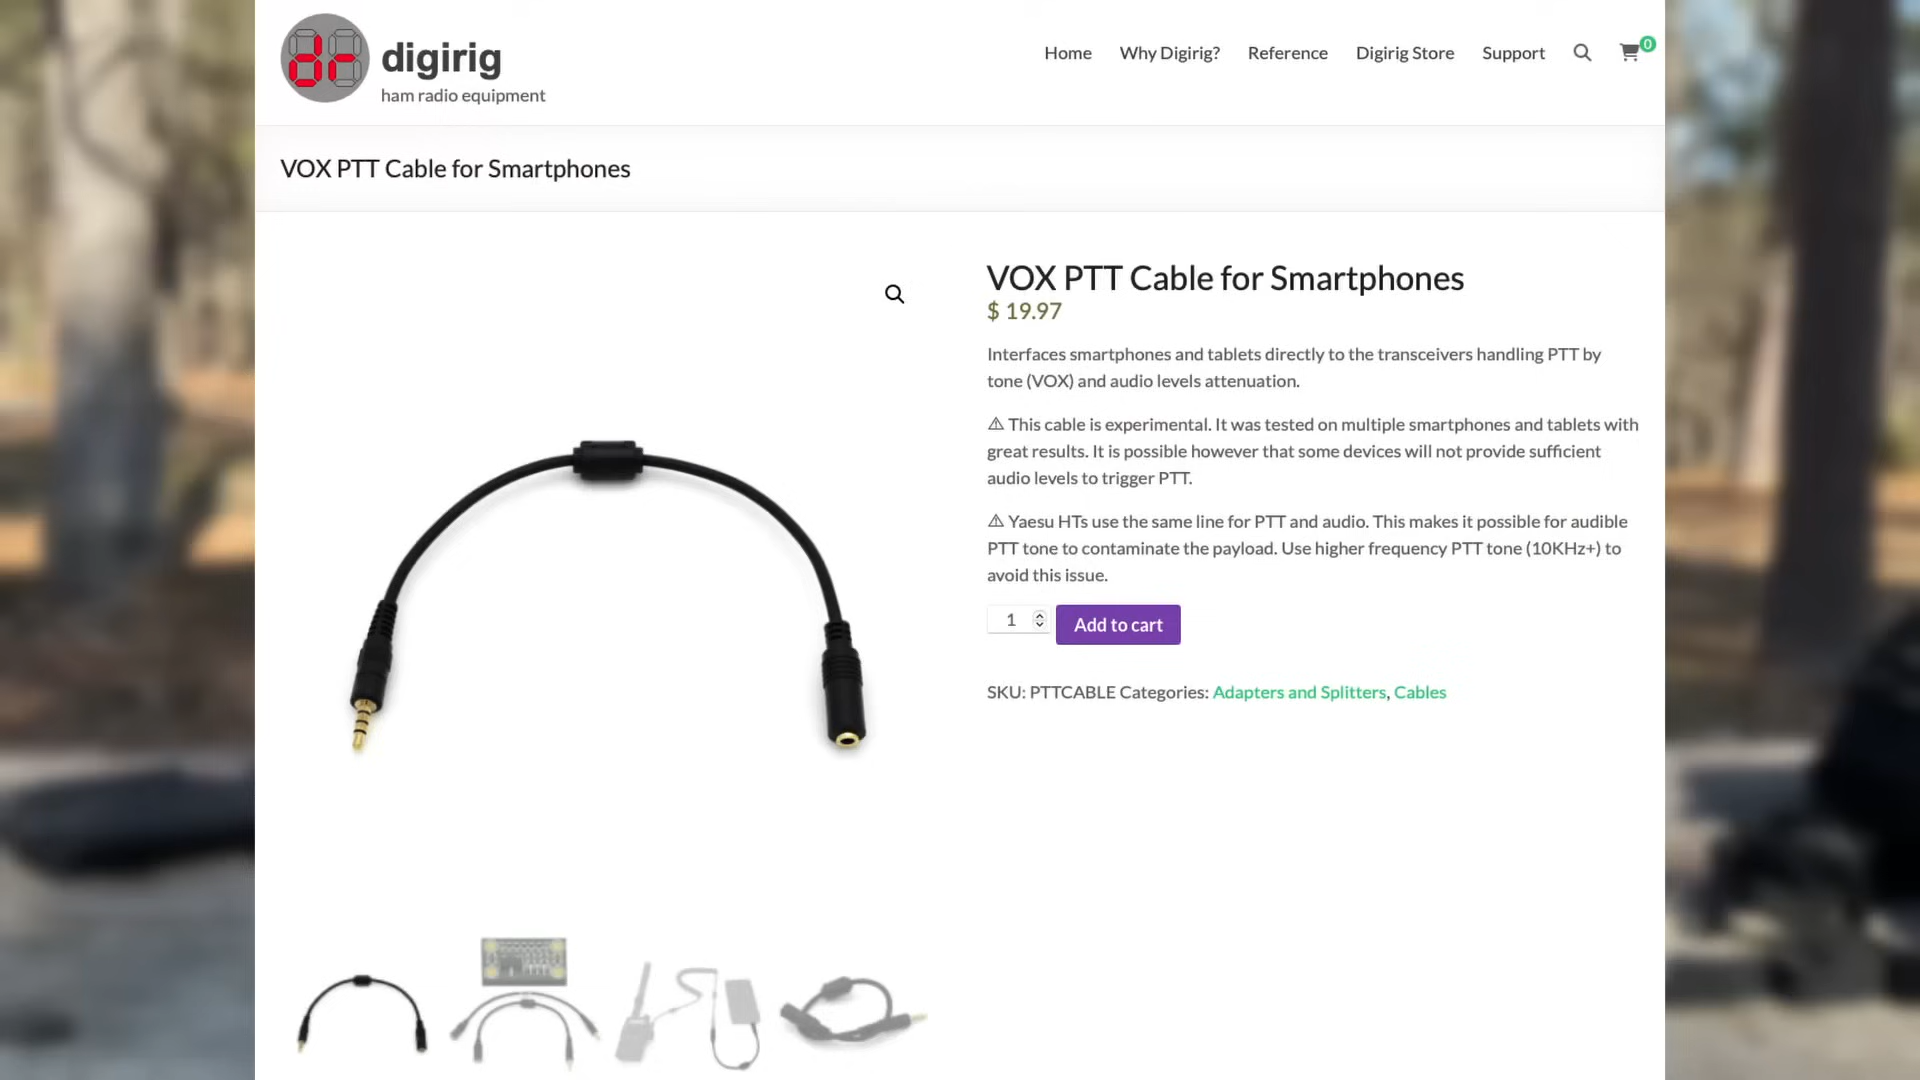 digirig
ham radio equipment
Home Why Digirig? Reference Digirig Store Support 0
VOX PTT Cable for Smartphones
VOX PTT Cable for Smartphones
$ 19.97
Interfaces smartphones and tablets directly to the transceivers handling PTT by
tone (VOX) and audio levels attenuation.
⚠ This cable is experimental. It was tested on multiple smartphones and tablets with
great results. It is possible however that some devices will not provide sufficient
audio levels to trigger PTT.
⚠ Yaesu HTs use the same line for PTT and audio. This makes it possible for audible
PTT tone to contaminate the payload. Use higher frequency PTT tone (10KHz+) to
avoid this issue.
1 Add to cart
SKU: PTTCABLE Categories: Adapters and Splitters, Cables